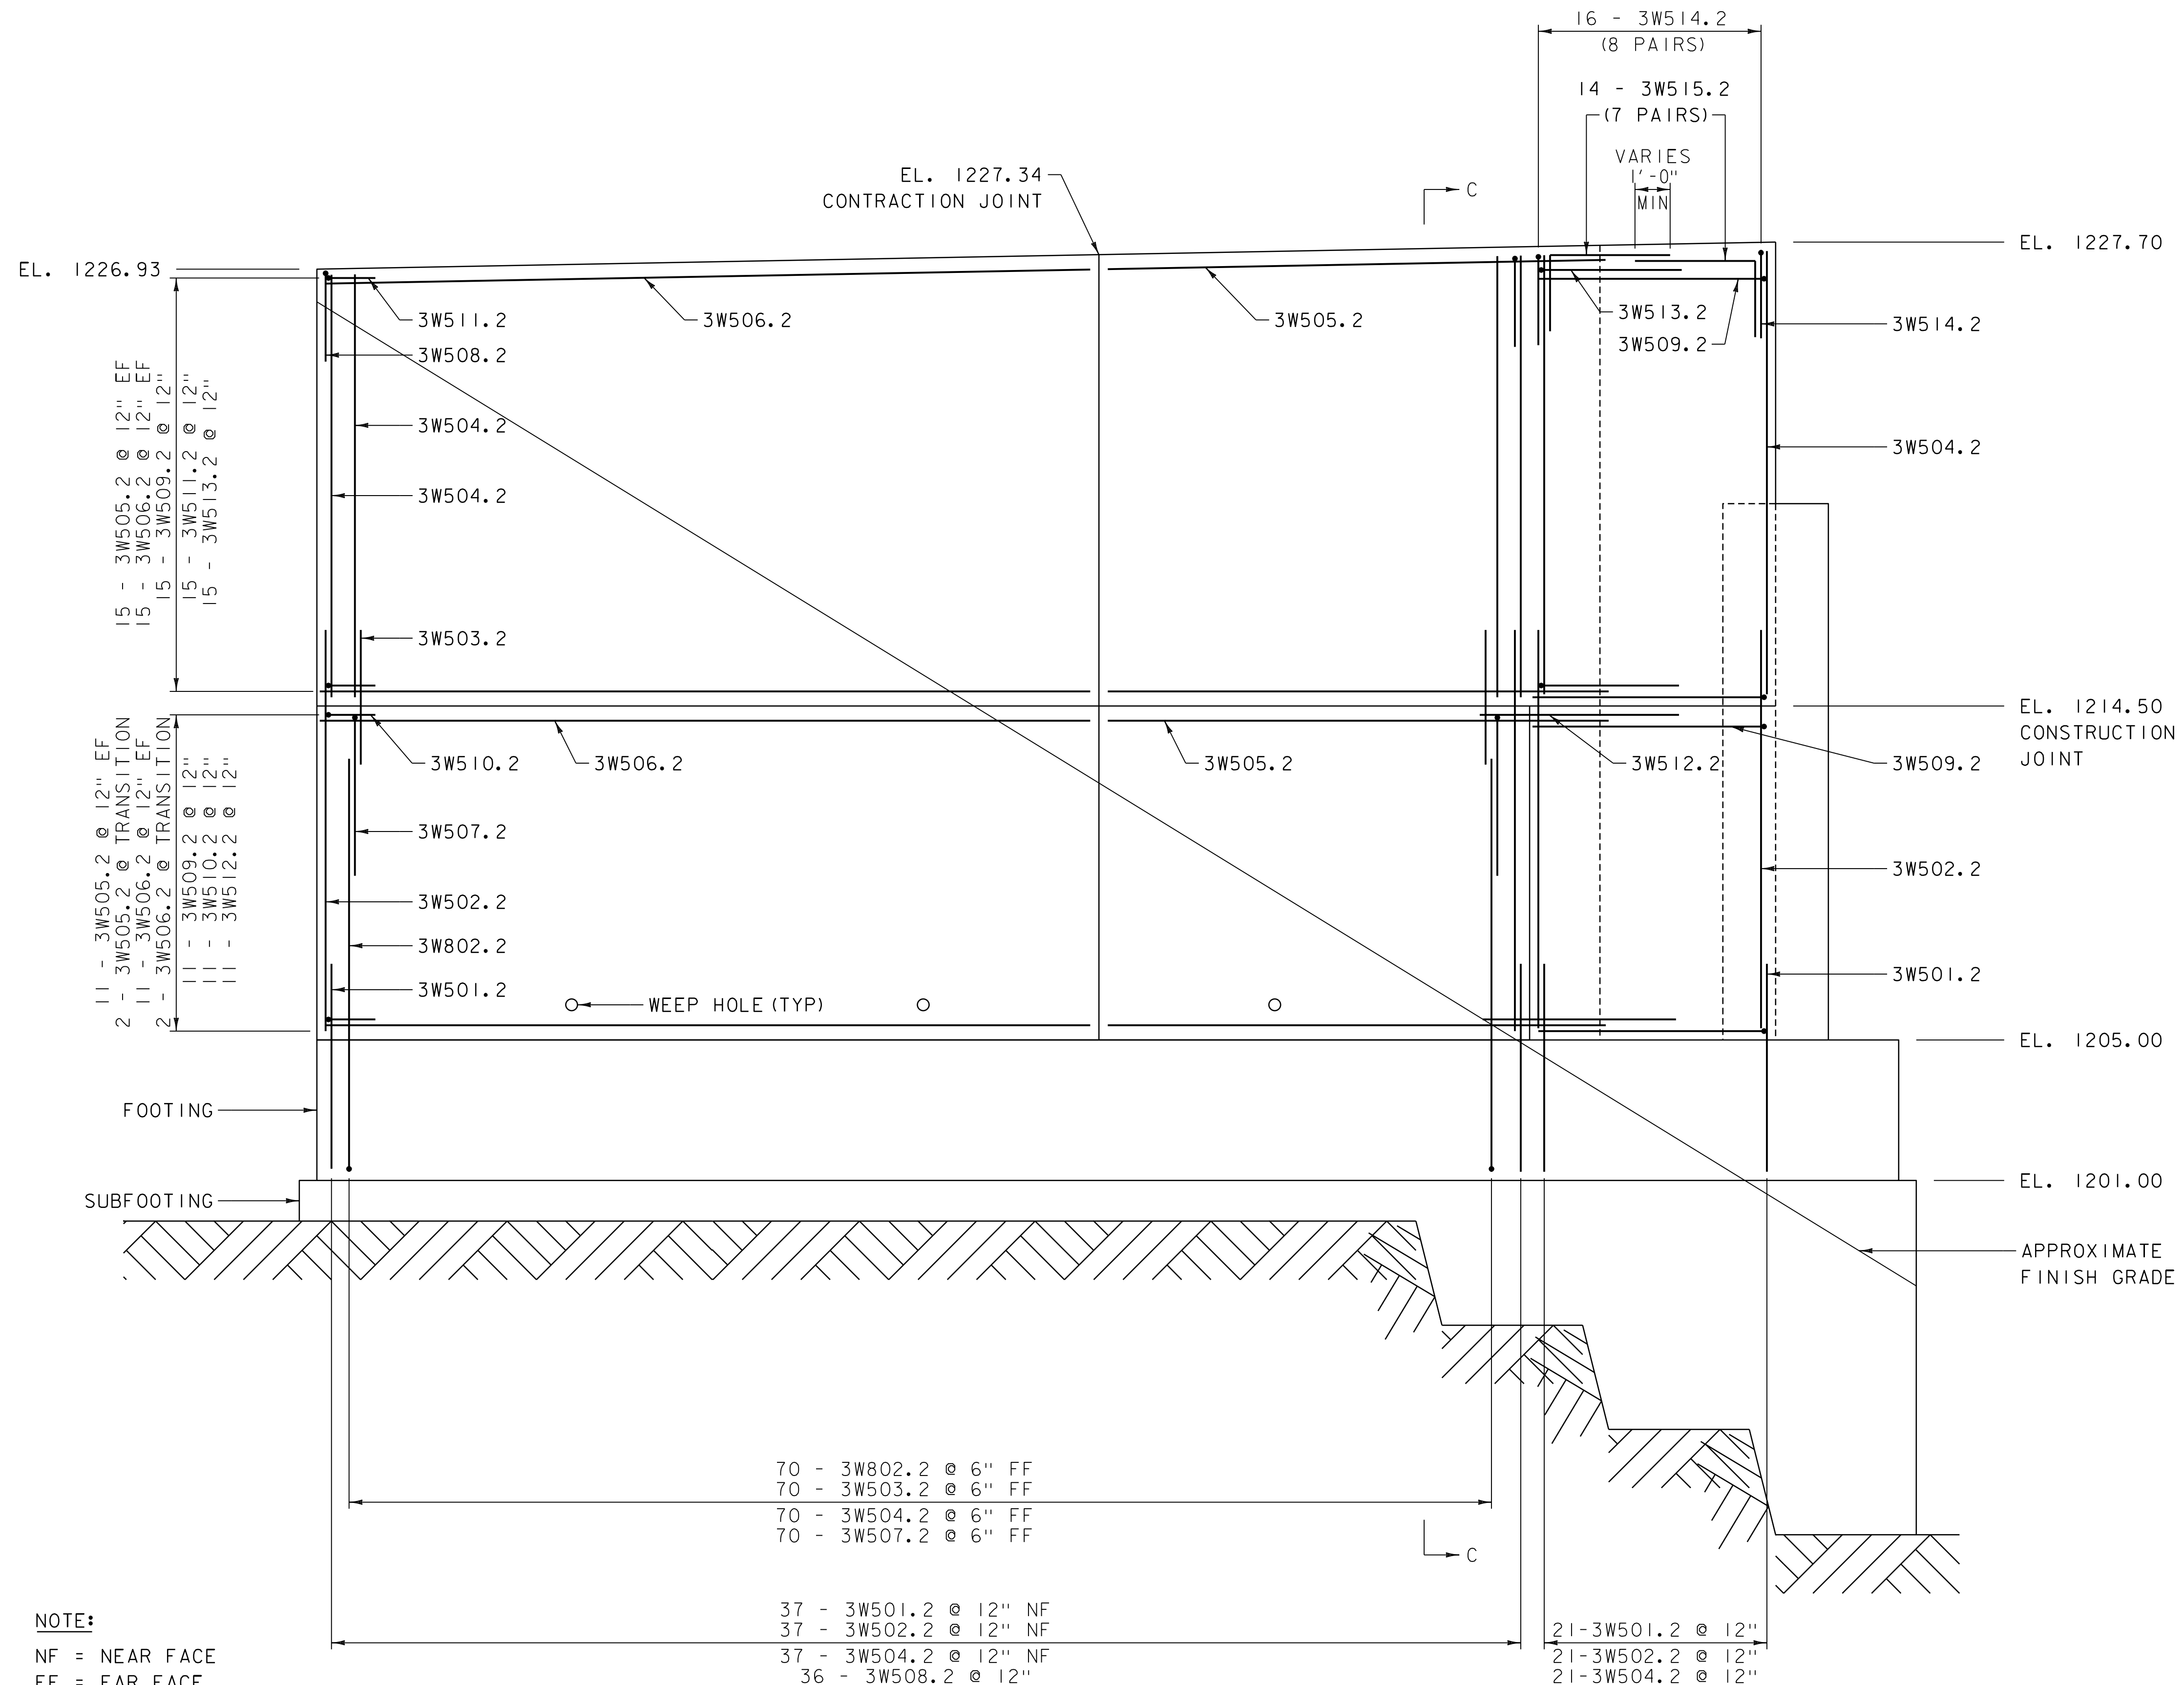 16 - 3W514.2
(8 PAIRS)
14 - 3W515.2
(7 PAIRS)
VARIES
1'-0"
MIN
EL. 1227.34
CONTRACTION JOINT
C
EL. 1226.93
EL. 1227.70
3W511.2
3W506.2
3W505.2
3W513.2
3W514.2
3W508.2
3W509.2
3W504.2
3W504.2
3W504.2
15 - 3W505.2 @ 12" EF
15 - 3W506.2 @ 12" EF
15 - 3W509.2 @ 12"
15 - 3W511.2 @ 12"
15 - 3W513.2 @ 12"
3W503.2
EL. 1214.50
CONSTRUCTION
JOINT
3W510.2
3W506.2
3W505.2
3W512.2
3W509.2
11 - 3W505.2 @ 12" EF
2 - 3W505.2 @ TRANSITION
11 - 3W506.2 @ 12" EF
2 - 3W506.2 @ TRANSITION
11 - 3W509.2 @ 12"
11 - 3W510.2 @ 12"
11 - 3W512.2 @ 12"
3W507.2
3W502.2
3W502.2
3W802.2
3W501.2
3W501.2
WEEP HOLE (TYP)
EL. 1205.00
FOOTING
EL. 1201.00
SUBFOOTING
APPROXIMATE
FINISH GRADE
70 - 3W802.2 @ 6" FF
70 - 3W503.2 @ 6" FF
70 - 3W504.2 @ 6" FF
70 - 3W507.2 @ 6" FF
C
37 - 3W501.2 @ 12" NF
37 - 3W502.2 @ 12" NF
37 - 3W504.2 @ 12" NF
36 - 3W508.2 @ 12"
21-3W501.2 @ 12"
21-3W502.2 @ 12"
21-3W504.2 @ 12"
NOTE:
NF = NEAR FACE
FF = FAR FACE